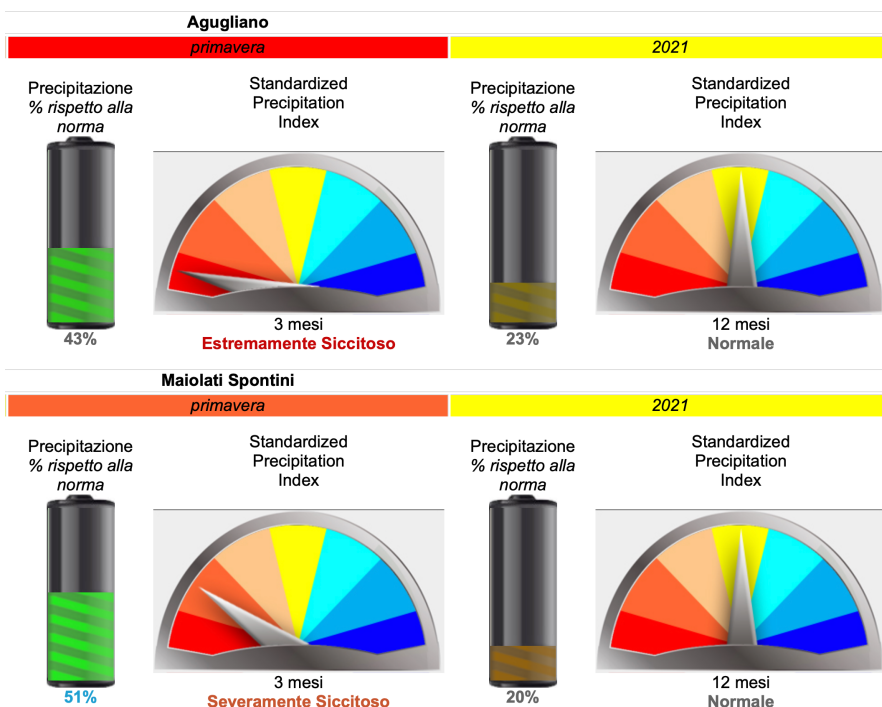 Agugliano
primavera
2021
Precipitazione
% rispetto alla
norma
Standardized
Precipitation
Index
Precipitazione
% rispetto alla
norma
Standardized
Precipitation
Index
43%
3 mesi
Estremamente Siccitoso
23%
12 mesi
Normale
Maiolati Spontini
primavera
2021
Precipitazione
% rispetto alla
norma
Standardized
Precipitation
Index
Precipitazione
% rispetto alla
norma
Standardized
Precipitation
Index
51%
3 mesi
Severamente Siccitoso
20%
12 mesi
Normale